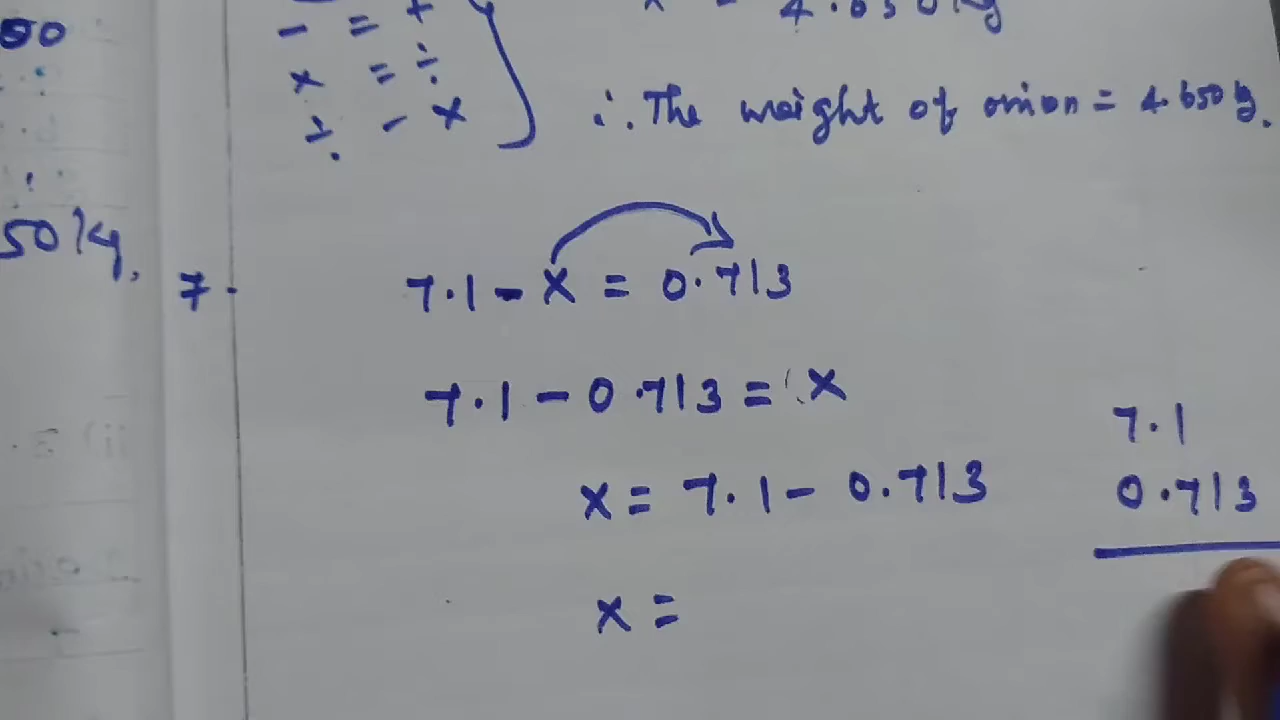 00
- = +
x = ÷
÷ - x
∴ The weight of onion = 4.650 kg.
50 kg.
7.
7.1 - x = 0.713
7.1 - 0.713 = x
x = 7.1 - 0.713
x =
7.1
0.713